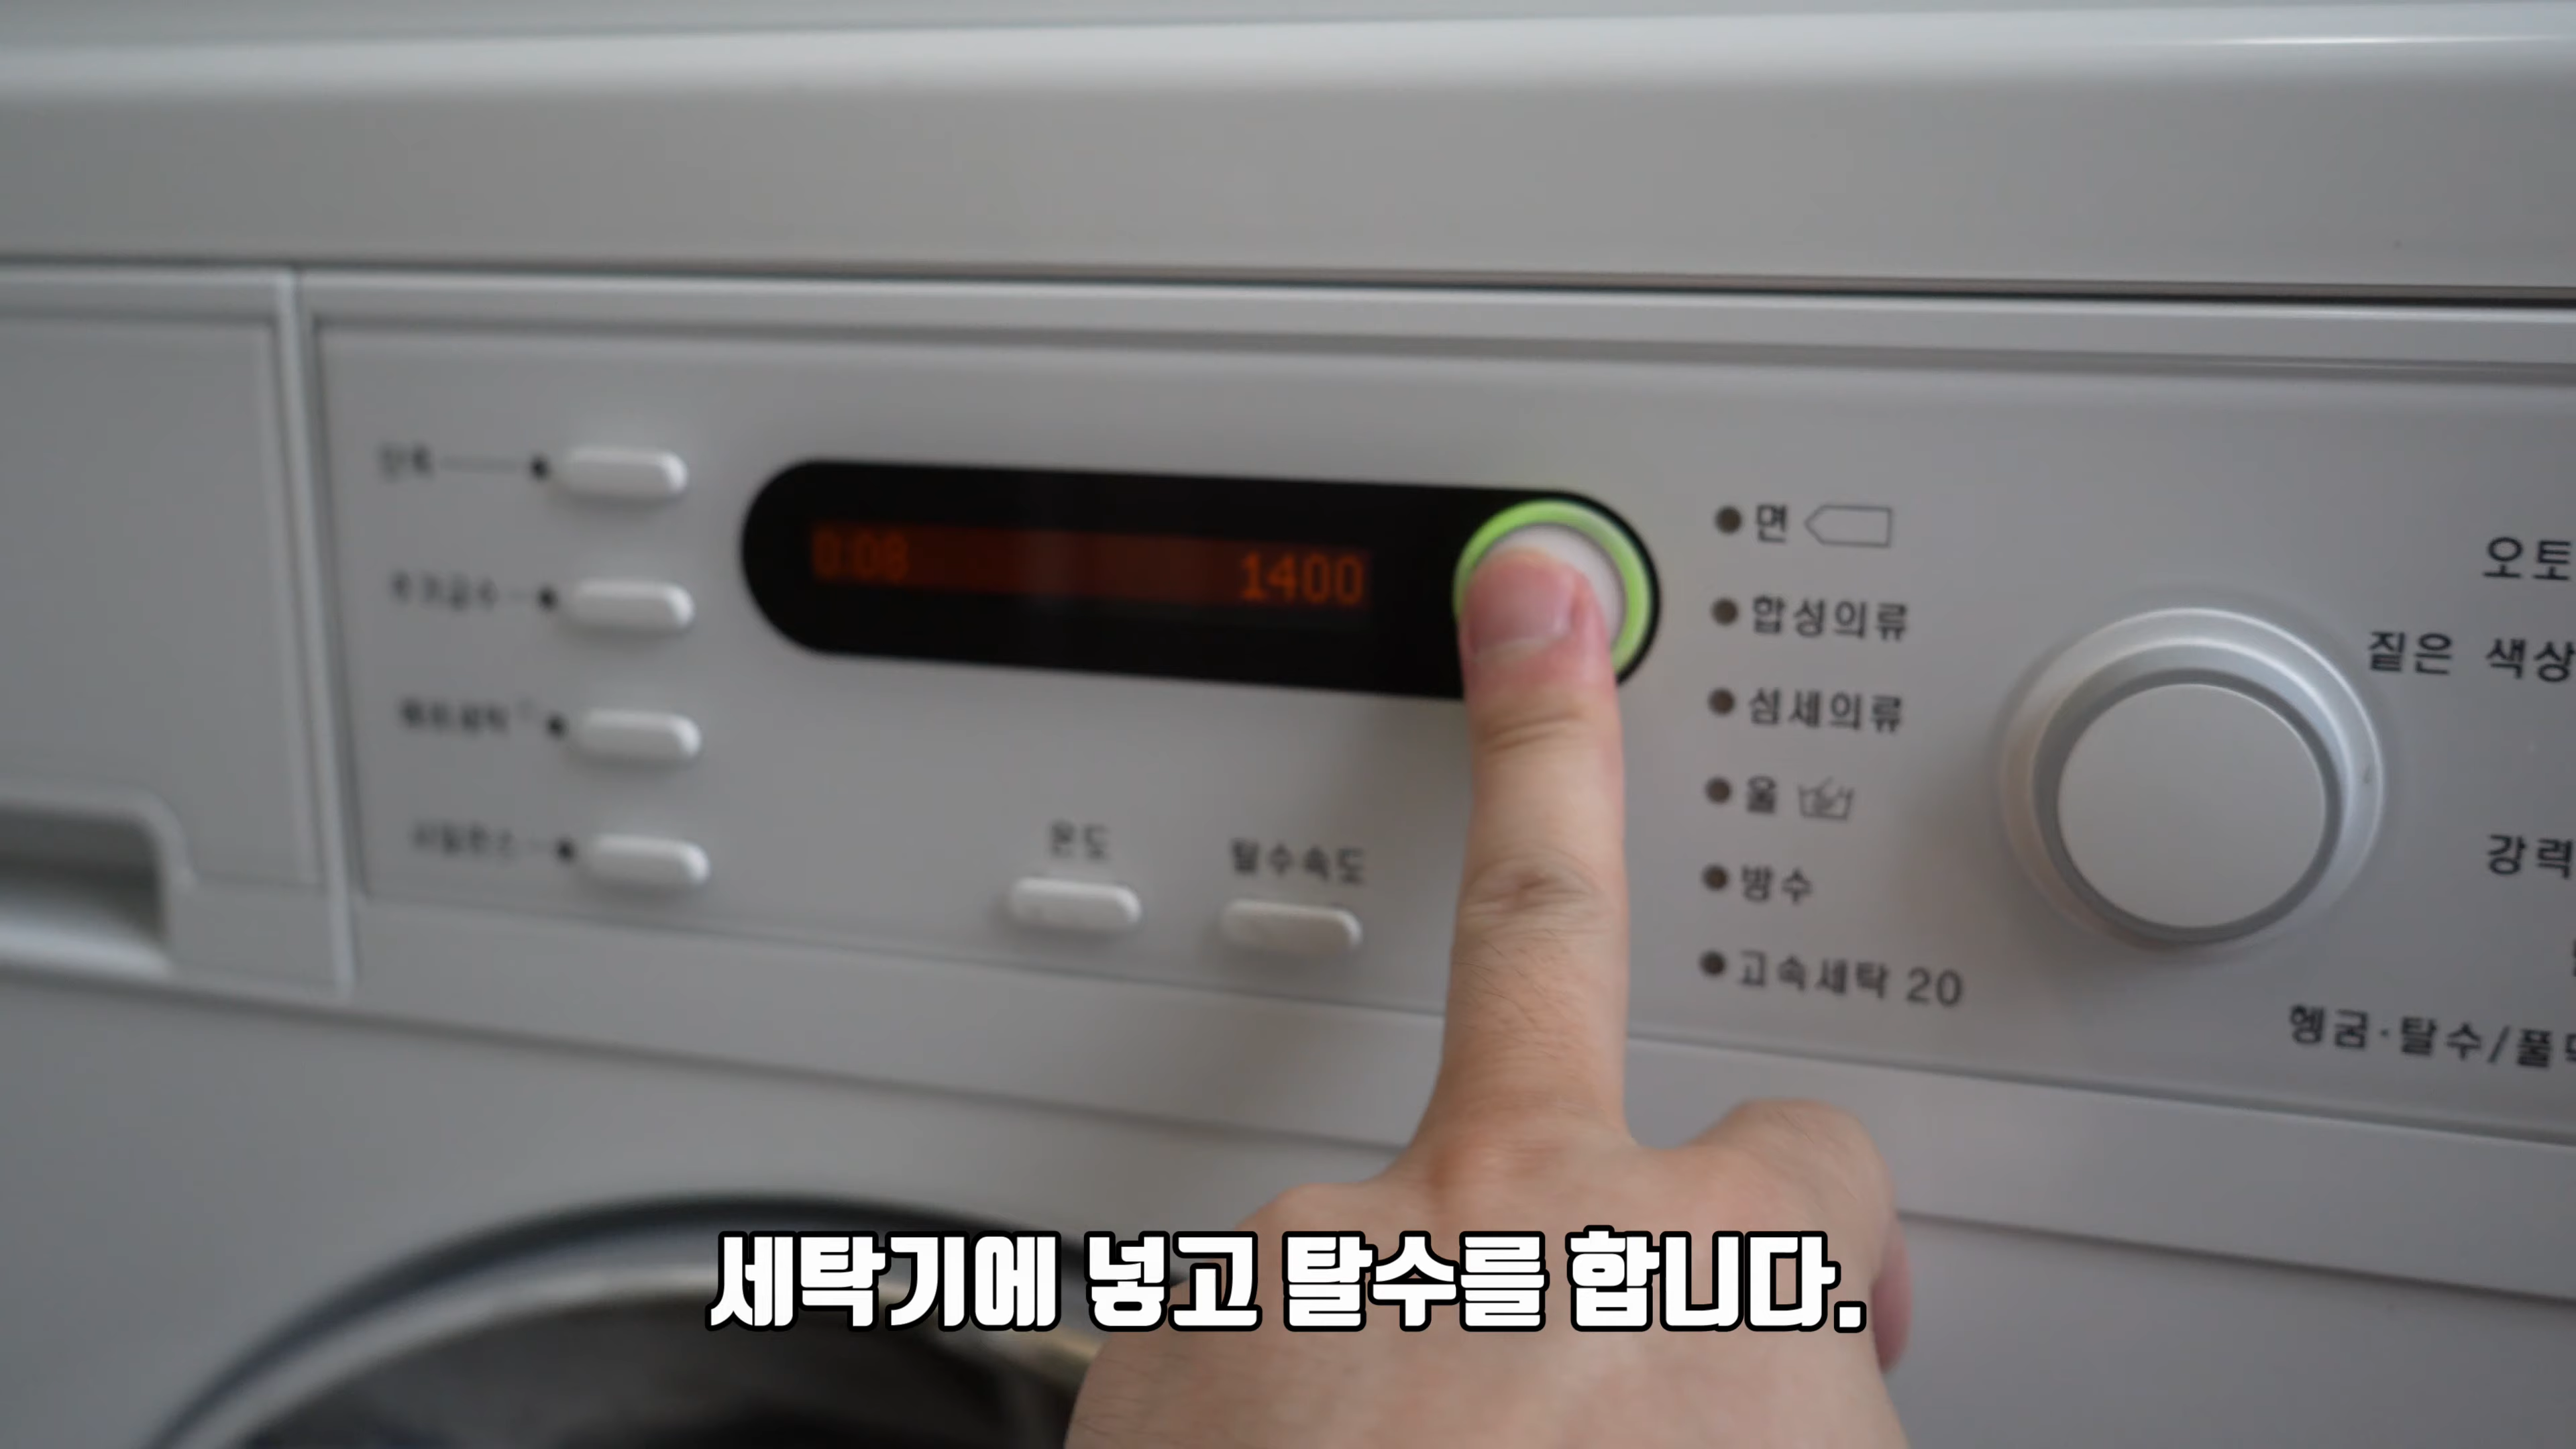 0:08 1400
온도
탈수속도
면
합성의류
섬세의류
울
방수
고속세탁 20
오토
짙은 색상
강력
헹굼·탈수/풀
세탁기에 넣고 탈수를 합니다.